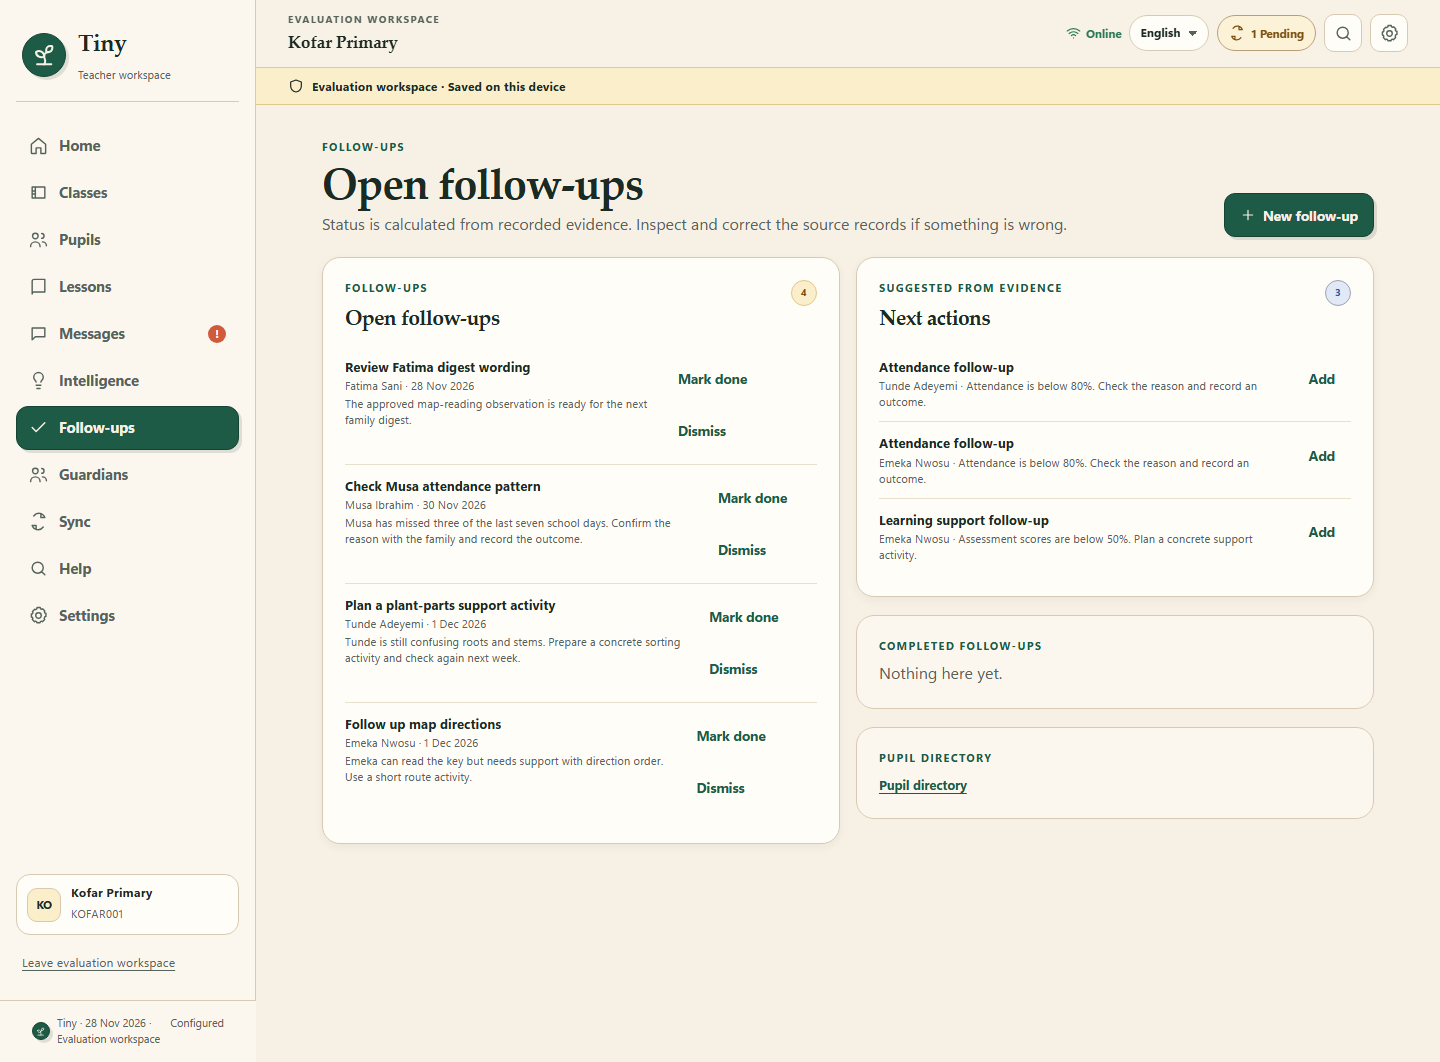 Tiny
Teacher workspace
Home
Classes
Pupils
Lessons
Messages
!
Intelligence
Follow-ups
Guardians
Sync
Help
Settings
KO
Kofar Primary
KOFAR001
Leave evaluation workspace
Tiny · 28 Nov 2026 ·
Evaluation workspace
Configured
EVALUATION WORKSPACE
Kofar Primary
Online
English
1 Pending
Evaluation workspace · Saved on this device
FOLLOW-UPS
Open follow-ups
Status is calculated from recorded evidence. Inspect and correct the source records if something is wrong.
New follow-up
FOLLOW-UPS
4
Open follow-ups
Review Fatima digest wording
Fatima Sani · 28 Nov 2026
The approved map-reading observation is ready for the next
family digest.
Mark done
Dismiss
Check Musa attendance pattern
Musa Ibrahim · 30 Nov 2026
Musa has missed three of the last seven school days. Confirm the
reason with the family and record the outcome.
Mark done
Dismiss
Plan a plant-parts support activity
Tunde Adeyemi · 1 Dec 2026
Tunde is still confusing roots and stems. Prepare a concrete sorting
activity and check again next week.
Mark done
Dismiss
Follow up map directions
Emeka Nwosu · 1 Dec 2026
Emeka can read the key but needs support with direction order.
Use a short route activity.
Mark done
Dismiss
SUGGESTED FROM EVIDENCE
3
Next actions
Attendance follow-up
Tunde Adeyemi · Attendance is below 80%. Check the reason and record an
outcome.
Add
Attendance follow-up
Emeka Nwosu · Attendance is below 80%. Check the reason and record an
outcome.
Add
Learning support follow-up
Emeka Nwosu · Assessment scores are below 50%. Plan a concrete support
activity.
Add
COMPLETED FOLLOW-UPS
Nothing here yet.
PUPIL DIRECTORY
Pupil directory